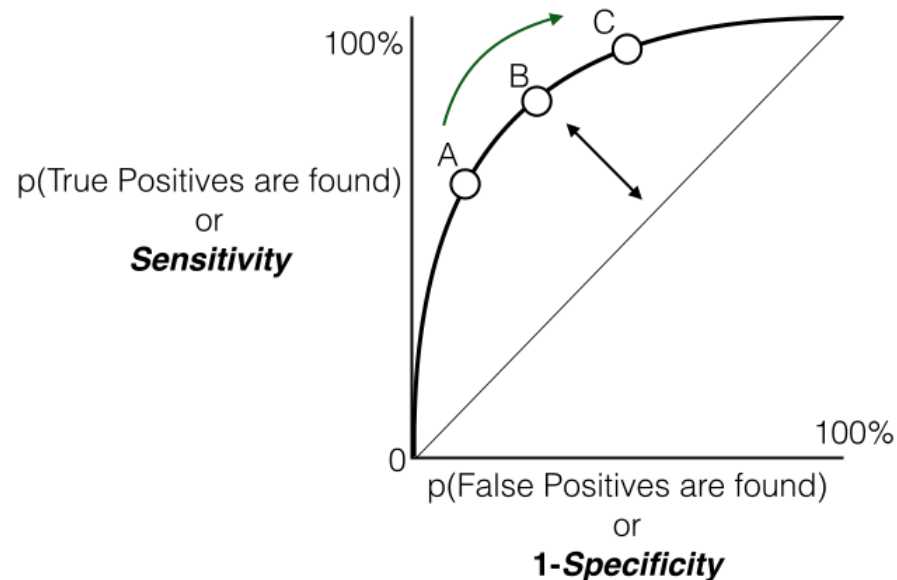 C
100%
B
A
p(True Positives are found)
or
Sensitivity
100%
0
p(False Positives are found)
or
1-Specificity